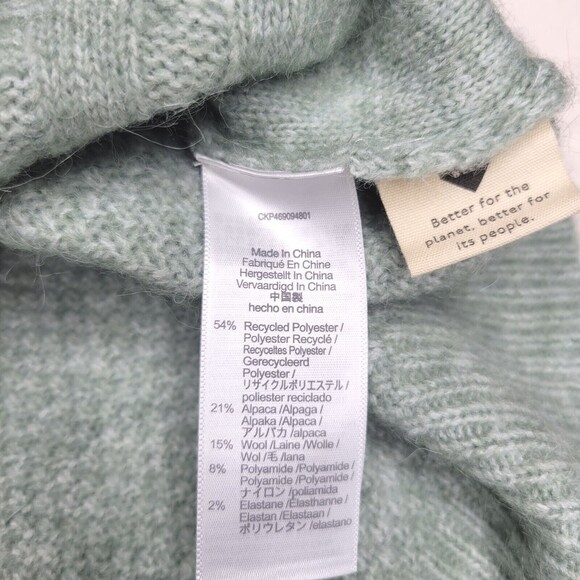 CKP469094801
Made In China
Fabriqué En Chine
Hergestellt In China
Vervaardigd In China
中国製
hecho en china
54% Recycled Polyester /
Polyester Recyclé /
Recyceltes Polyester /
Gerecycleerd
Polyester /
リサイクルポリエステル /
poliester reciclado
21% Alpaca /Alpaga /
Alpaka /Alpaca /
アルパカ /alpaca
15% Wool /Laine /Wolle /
Wol /毛 /lana
8% Polyamide /Polyamide /
Polyamide /Polyamide /
ナイロン /poliamida
2% Elastane /Élasthanne /
Elastan /Elastaan /
ポリウレタン /elastano
Better for the
planet, better for
its people.